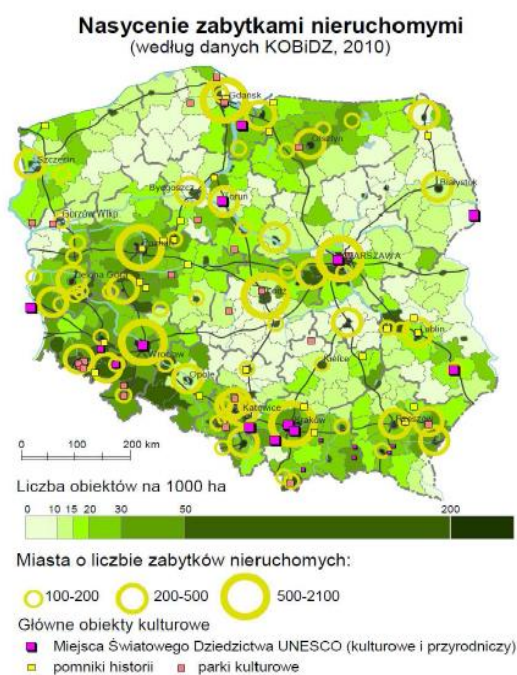 Nasycenie zabytkami nieruchomymi
(według danych KOBiDZ, 2010)
Gdańsk
Olsztyn
Szczecin
Bydgoszcz
Białystok
Toruń
Gorzów Wlkp
Poznań
WARSZAWA
Zielona Góra
Łódź
Lublin
Wrocław
Kielce
Opole
Katowice
Kraków
Rzeszów
0 50 100 200 km
Liczba obiektów na 1000 ha
0 10 15 20 30 50 200
Miasta o liczbie zabytków nieruchomych:
100-200 200-500 500-2100
Główne obiekty kulturowe
Miejsca Światowego Dziedzictwa UNESCO (kulturowe i przyrodniczy)
pomniki historii parki kulturowe